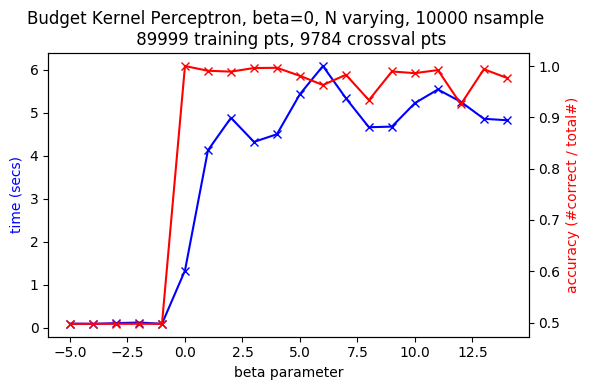 Budget Kernel Perceptron, beta=0, N varying, 10000 nsample
89999 training pts, 9784 crossval pts
6
5
4
3
2
1
0
time (secs)
1.0
0.9
0.8
0.7
0.6
0.5
accuracy (#correct / total#)
−5.0 −2.5 0.0 2.5 5.0 7.5 10.0 12.5
beta parameter